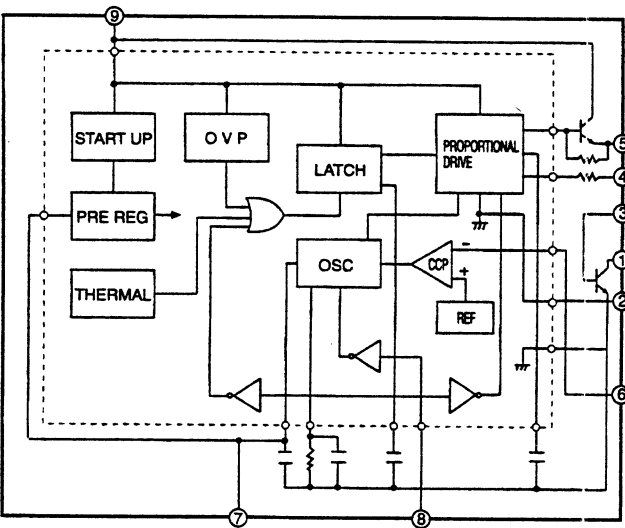 9
START UP
O V P
LATCH
PROPORTIONAL
DRIVE
5
4
3
PRE REG
THERMAL
OSC
CCP
-
+
REF
1
2
6
7
8